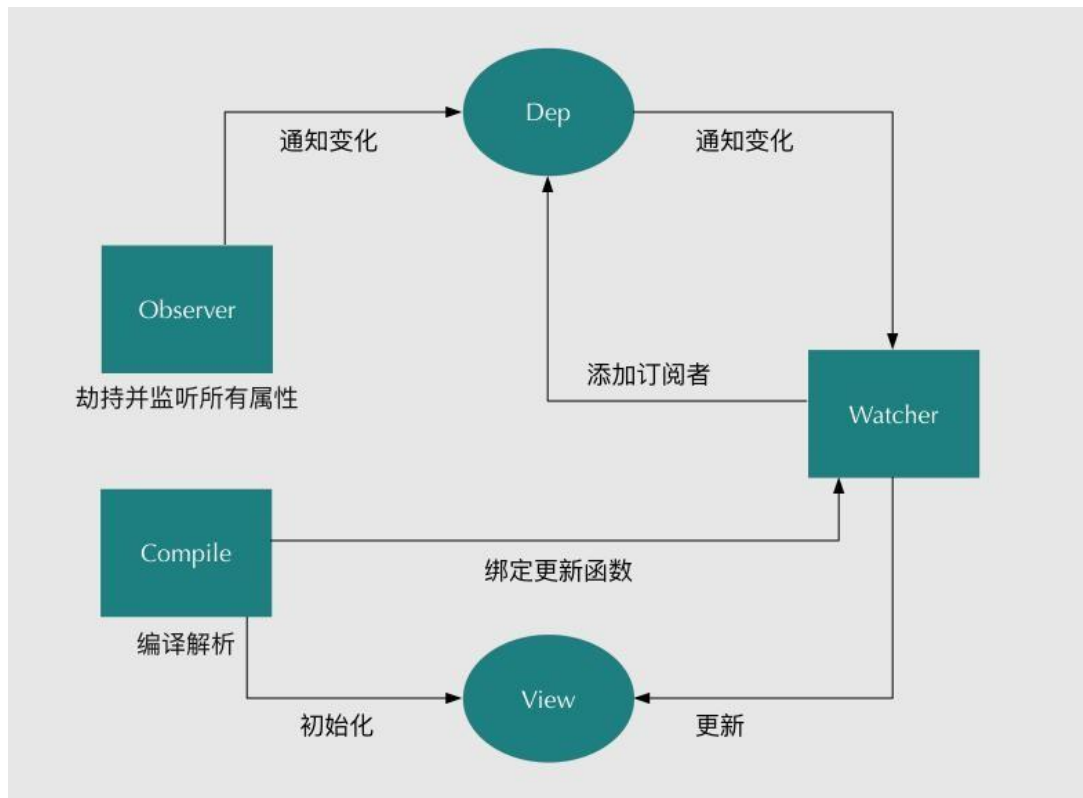 Dep
通知变化
通知变化
Observer
劫持并监听所有属性
添加订阅者
Watcher
Compile
绑定更新函数
编译解析
View
初始化
更新